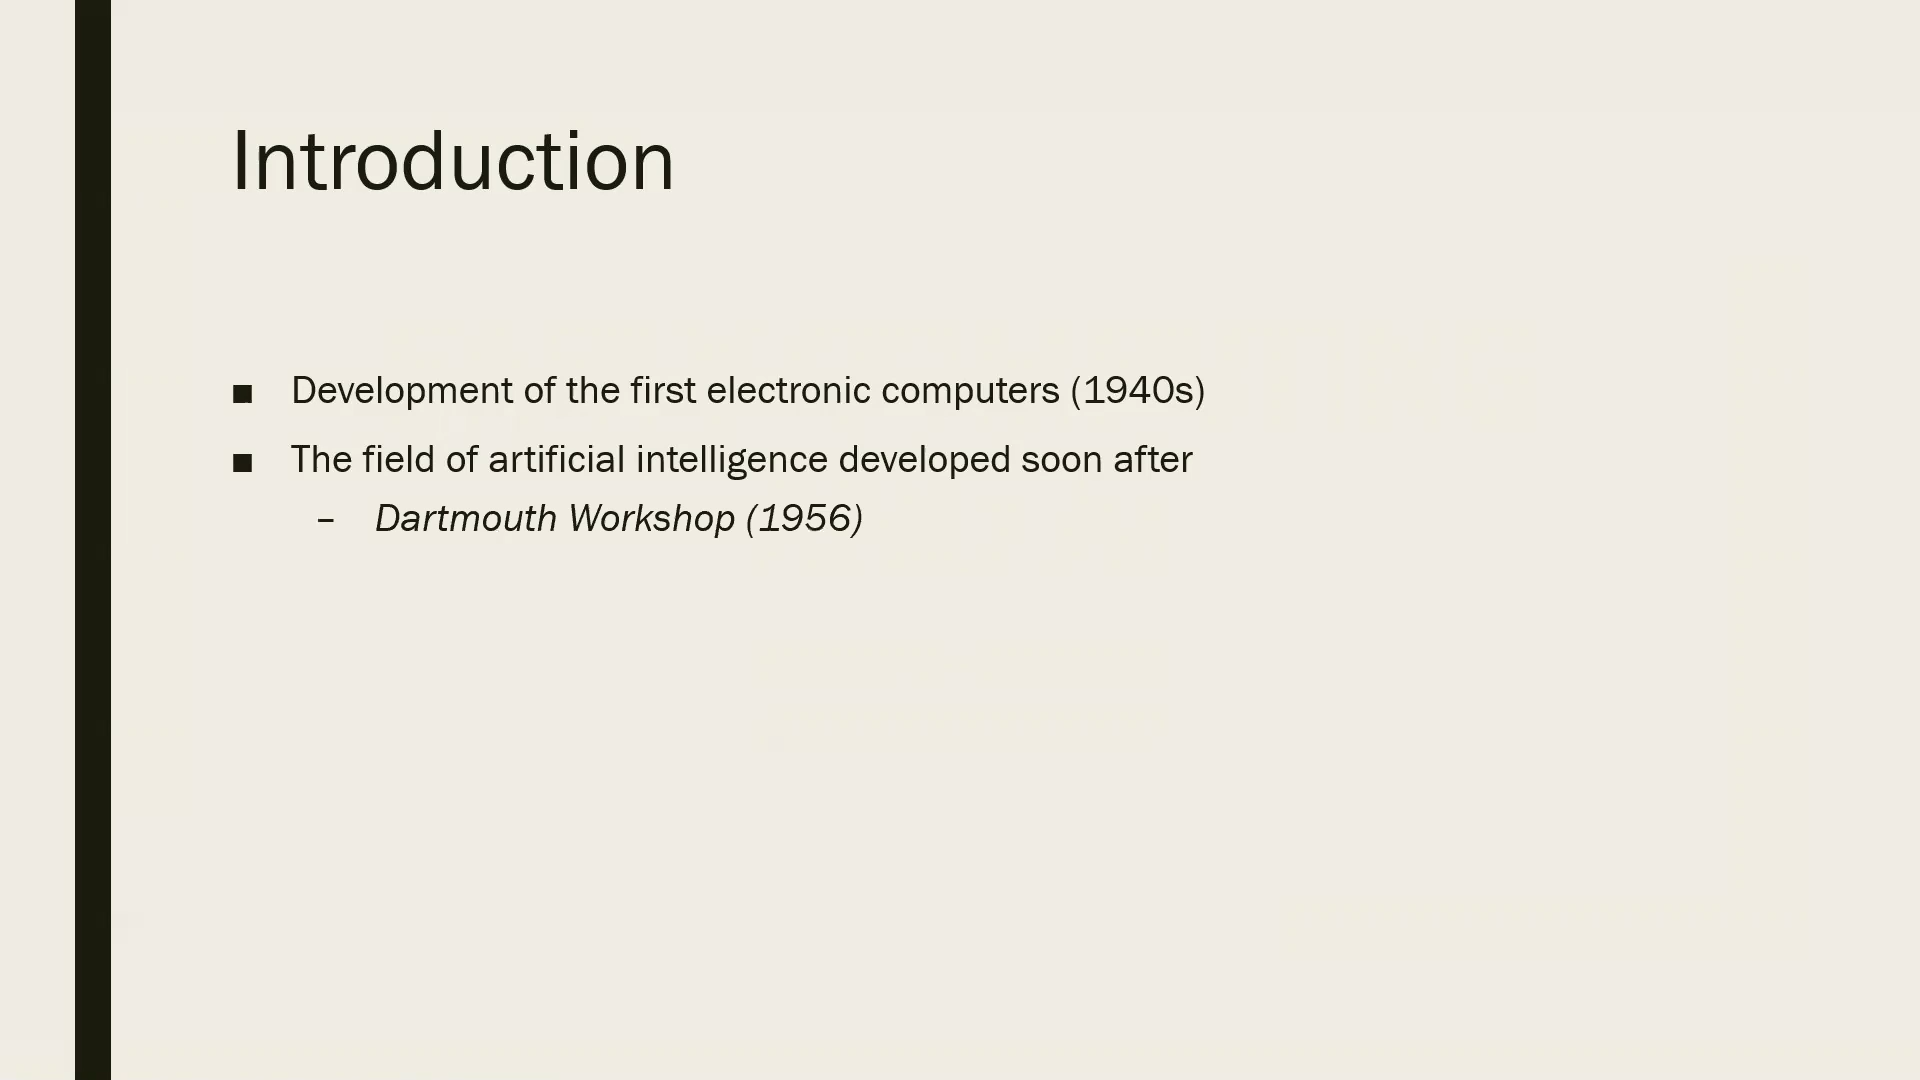 Introduction
■ Development of the first electronic computers (1940s)
■ The field of artificial intelligence developed soon after
– Dartmouth Workshop (1956)